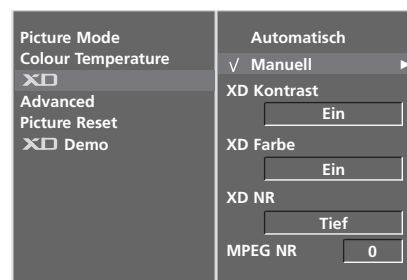 Picture Mode
Colour Temperature
XD
Advanced
Picture Reset
XD Demo
Automatisch
√ Manuell ▶
XD Kontrast
Ein
XD Farbe
Ein
XD NR
Tief
MPEG NR 0